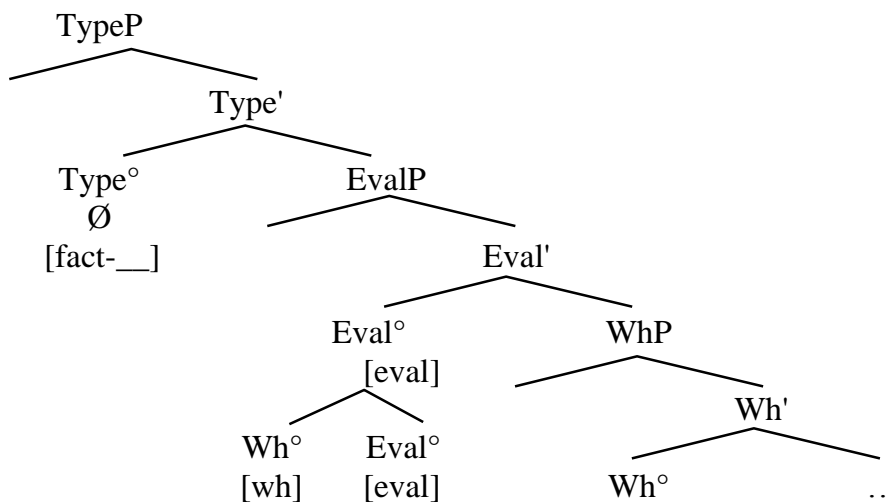 TypeP
Type'
Type° EvalP
Ø
[fact-__] Eval'
Eval° WhP
[eval]
Wh'
Wh° Eval°
[wh] [eval] Wh° ..